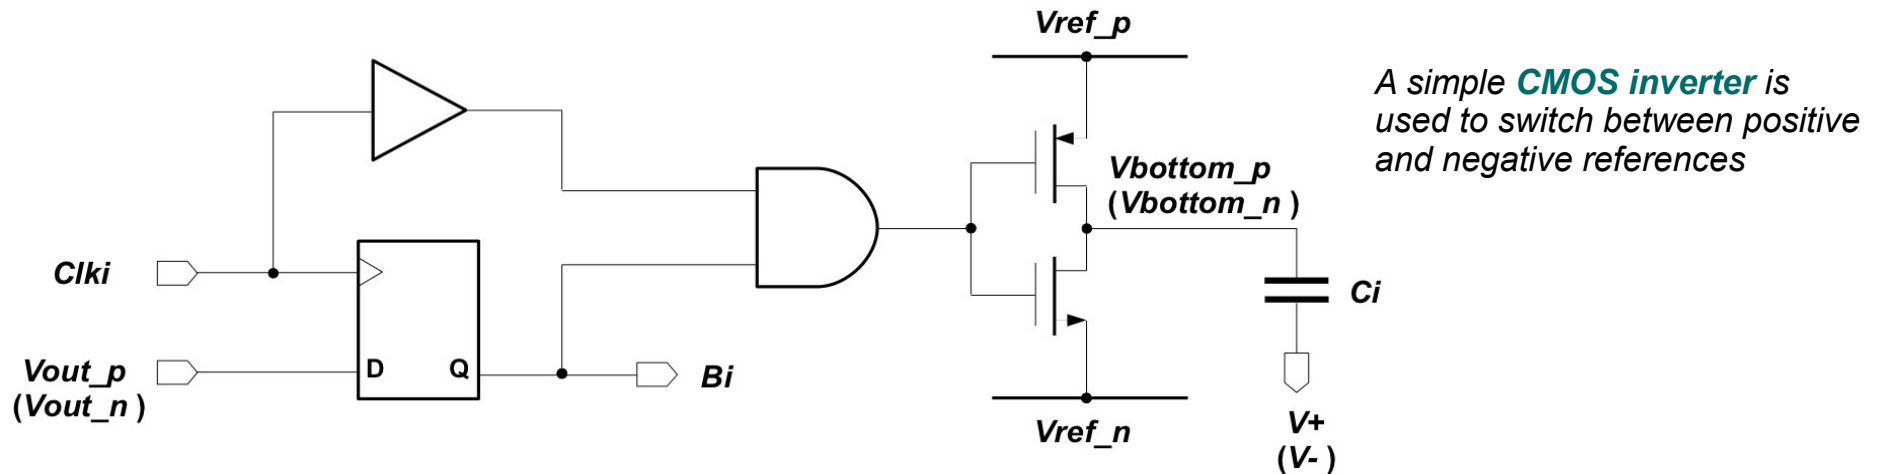 Vref_p
A simple CMOS inverter is
used to switch between positive
and negative references
Vbottom_p
(Vbottom_n )
Clki
D
Q
Vout_p
(Vout_n )
Bi
Ci
Vref_n
V+
(V- )